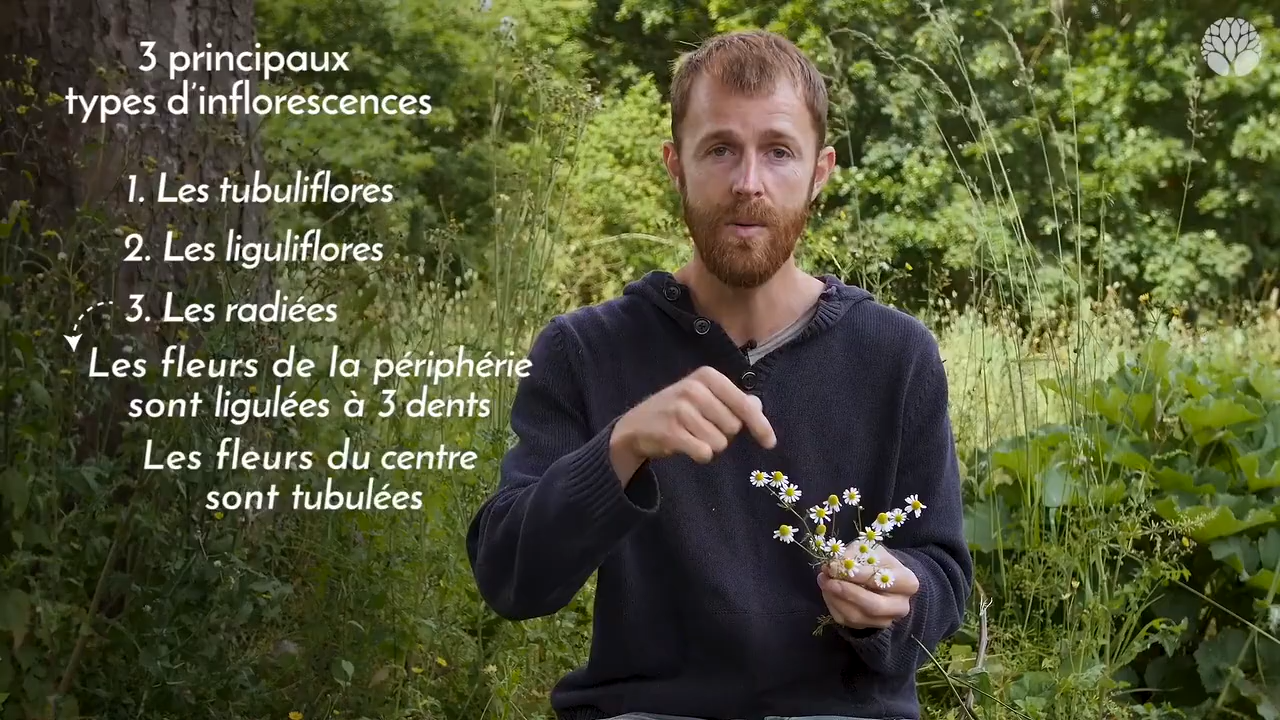 3 principaux
types d'inflorescences
1. Les tubuliflores
2. Les liguliflores
3. Les radiées
Les fleurs de la périphérie
sont ligulées à 3 dents
Les fleurs du centre
sont tubulées